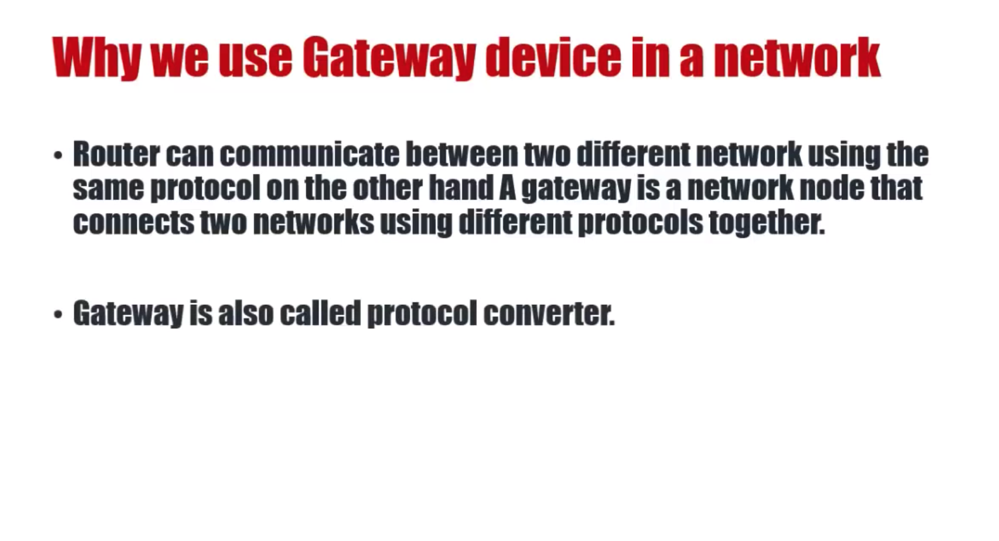 Why we use Gateway device in a network
• Router can communicate between two different network using the
same protocol on the other hand A gateway is a network node that
connects two networks using different protocols together.
• Gateway is also called protocol converter.